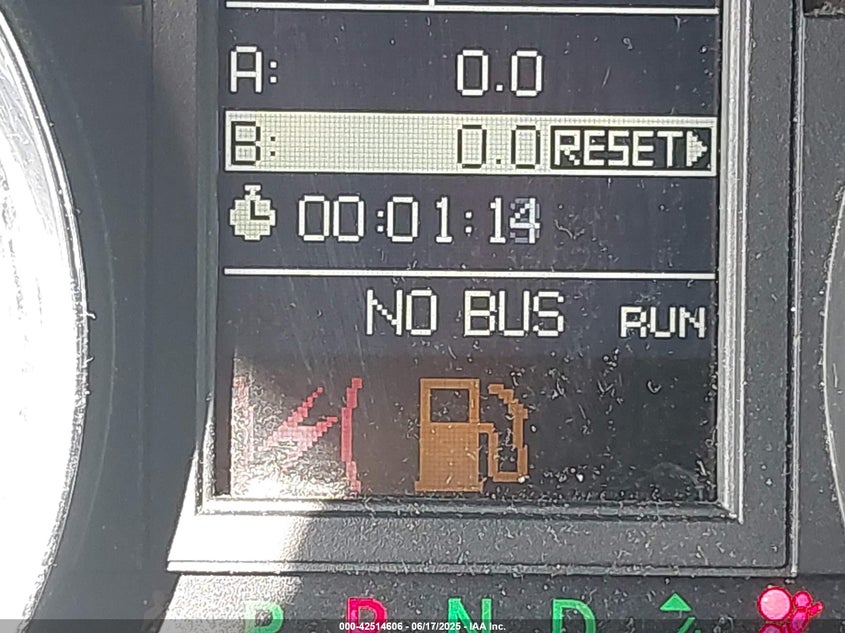 A: 0.0
B: 0.0 RESET
00:01:14
NO BUS RUN
P R N D
000-42514606 - 06/17/2025 - IAA Inc.